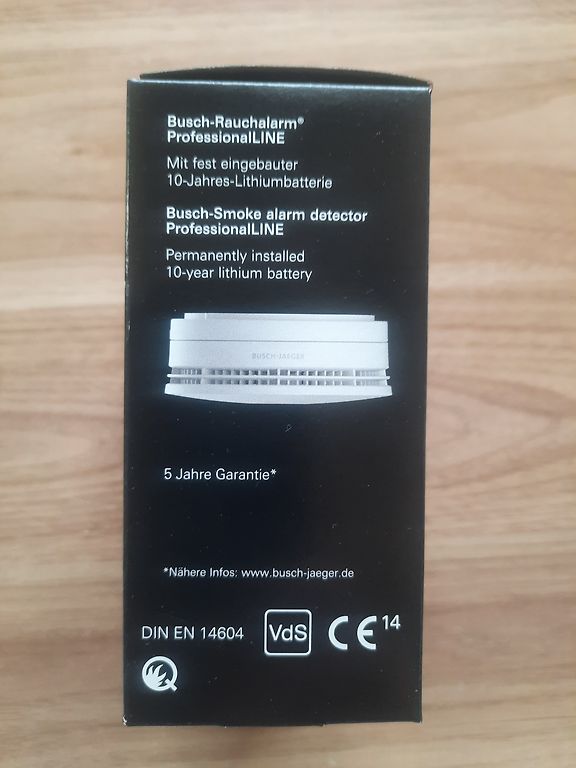 Busch-Rauchalarm®
ProfessionalLINE
Mit fest eingebauter
10-Jahres-Lithiumbatterie
Busch-Smoke alarm detector
ProfessionalLINE
Permanently installed
10-year lithium battery
BUSCH-JAEGER
5 Jahre Garantie*
*Nähere Infos: www.busch-jaeger.de
DIN EN 14604 VdS CE 14
Q